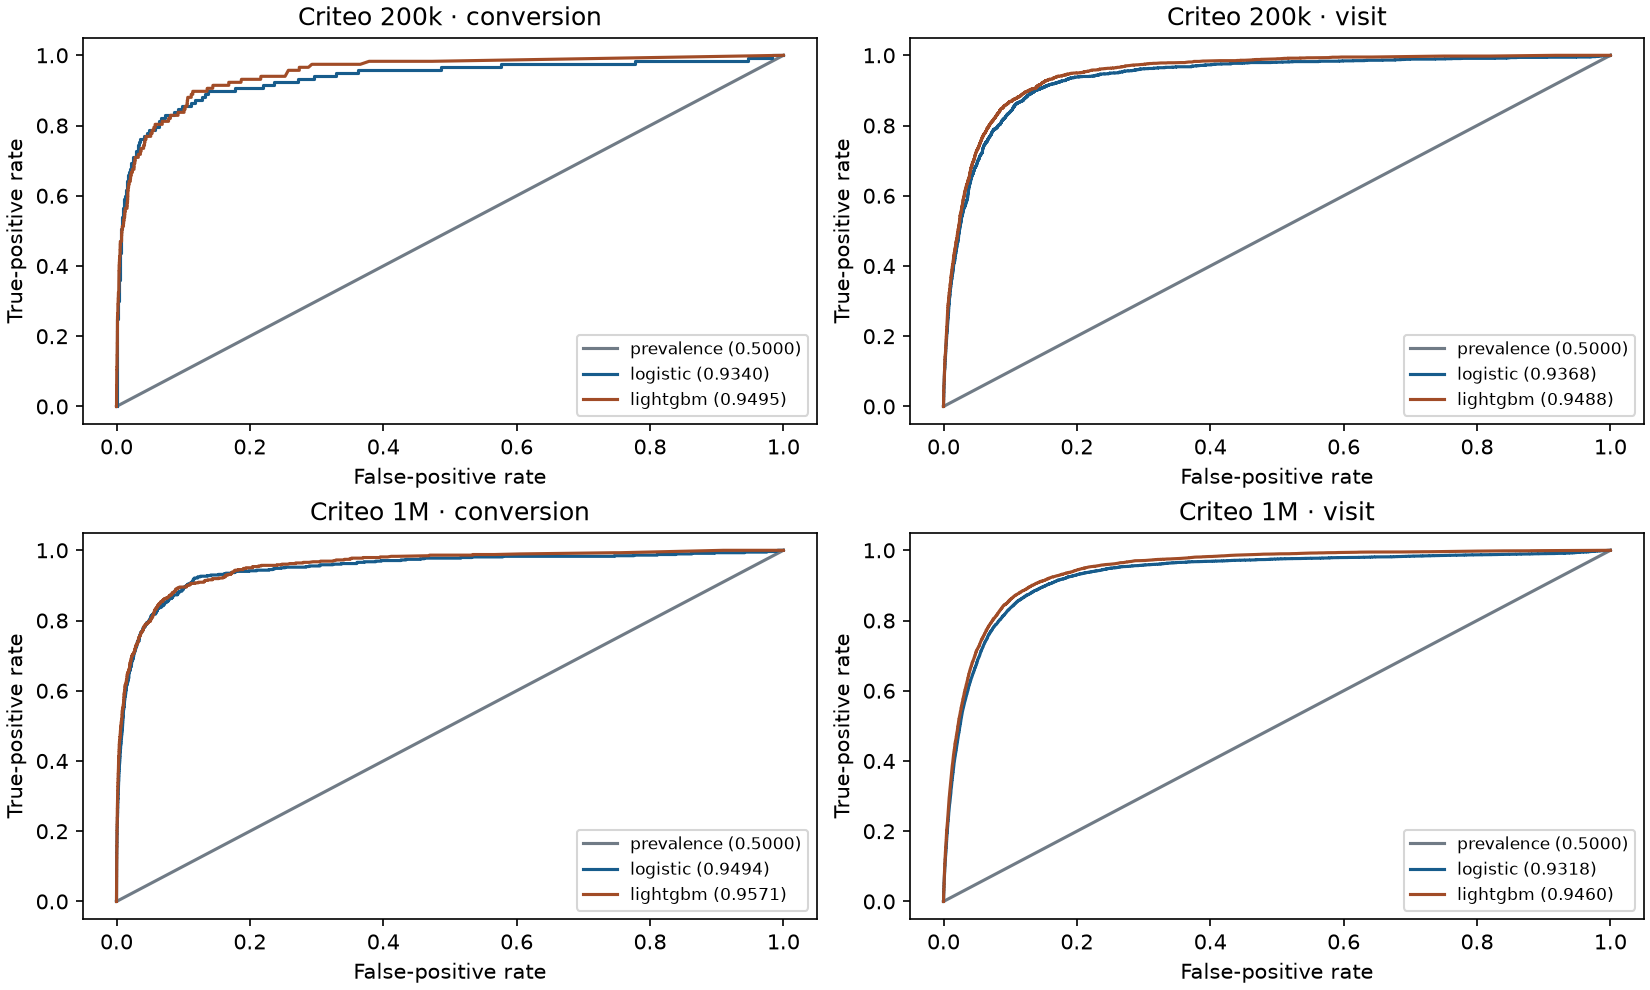 Criteo 200k · conversion
True-positive rate
1.0
0.8
0.6
0.4
0.2
0.0
prevalence (0.5000)
logistic (0.9340)
lightgbm (0.9495)
0.0 0.2 0.4 0.6 0.8 1.0
False-positive rate
Criteo 200k · visit
True-positive rate
1.0
0.8
0.6
0.4
0.2
0.0
prevalence (0.5000)
logistic (0.9368)
lightgbm (0.9488)
0.0 0.2 0.4 0.6 0.8 1.0
False-positive rate
Criteo 1M · conversion
True-positive rate
1.0
0.8
0.6
0.4
0.2
0.0
prevalence (0.5000)
logistic (0.9494)
lightgbm (0.9571)
0.0 0.2 0.4 0.6 0.8 1.0
False-positive rate
Criteo 1M · visit
True-positive rate
1.0
0.8
0.6
0.4
0.2
0.0
prevalence (0.5000)
logistic (0.9318)
lightgbm (0.9460)
0.0 0.2 0.4 0.6 0.8 1.0
False-positive rate